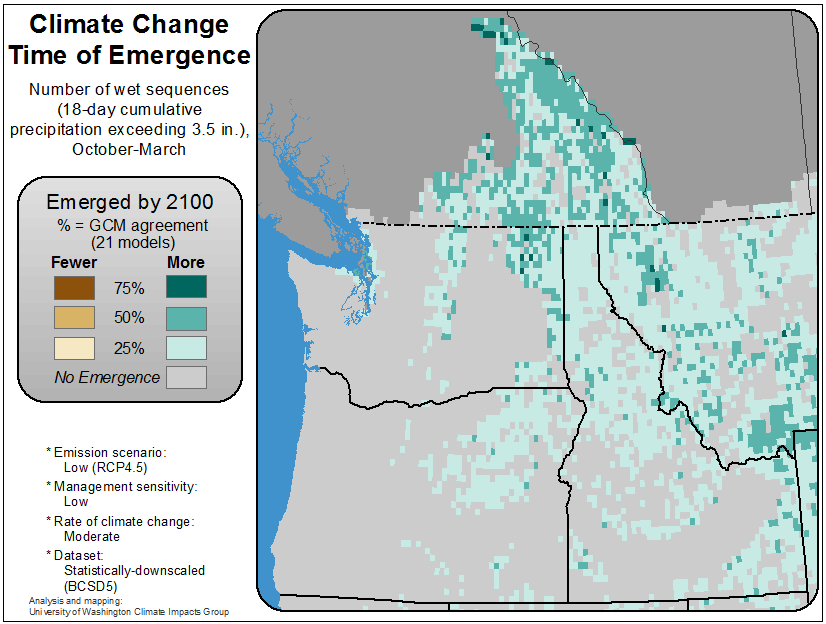 Climate Change
Time of Emergence
Number of wet sequences
(18-day cumulative
precipitation exceeding 3.5 in.),
October-March
Emerged by 2100
% = GCM agreement
(21 models)
Fewer More
75%
50%
25%
No Emergence
* Emission scenario:
Low (RCP4.5)
* Management sensitivity:
Low
* Rate of climate change:
Moderate
* Dataset:
Statistically-downscaled
(BCSD5)
Analysis and mapping:
University of Washington Climate Impacts Group